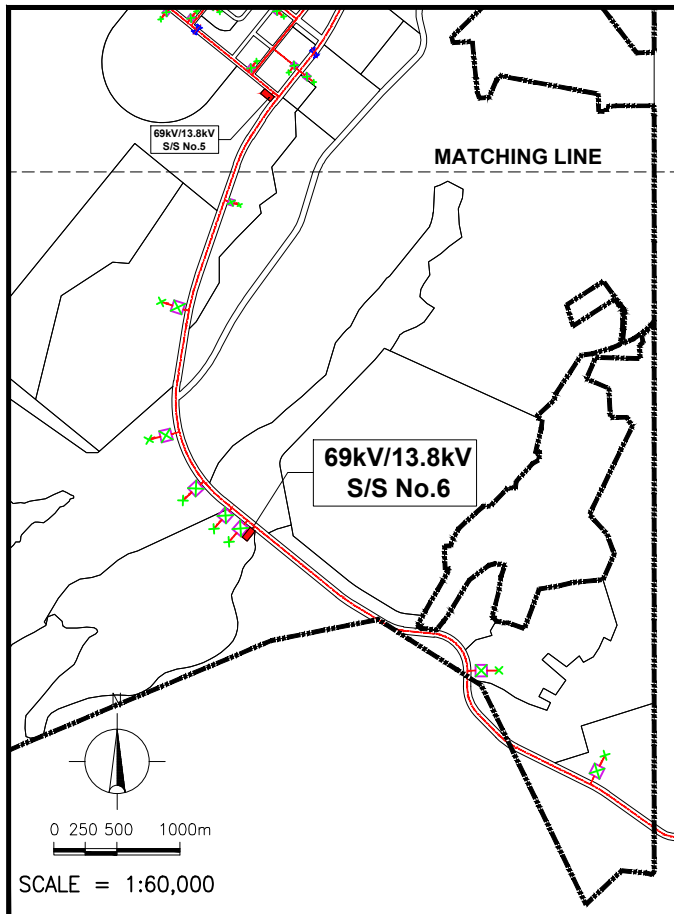 69kV/13.8kV
S/S No.5
MATCHING LINE
69kV/13.8kV
S/S No.6
N
0 250 500 1000m
SCALE = 1:60,000